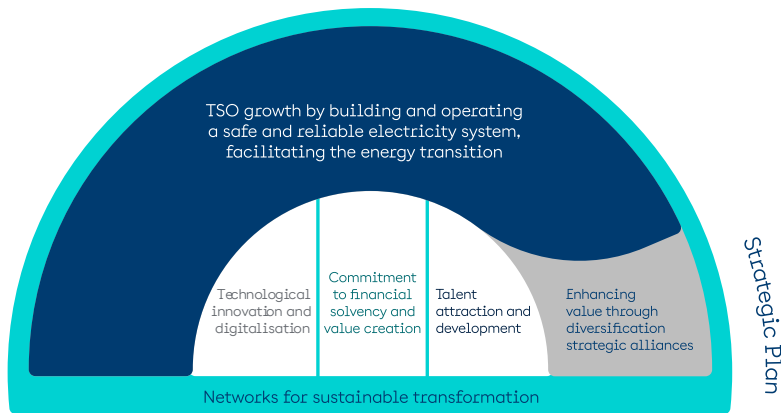 TSO growth by building and operating
a safe and reliable electricity system,
facilitating the energy transition
Technological
innovation and
digitalisation
Commitment
to financial
solvency and
value creation
Talent
attraction and
development
Enhancing
value through
diversification
strategic alliances
Networks for sustainable transformation
Strategic Plan